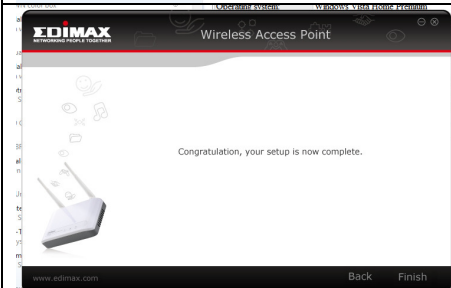 Operating system: Windows Vista Home Premium
EDIMAX
NETWORKING PEOPLE TOGETHER
Wireless Access Point
Congratulation, your setup is now complete.
www.edimax.com
Back Finish